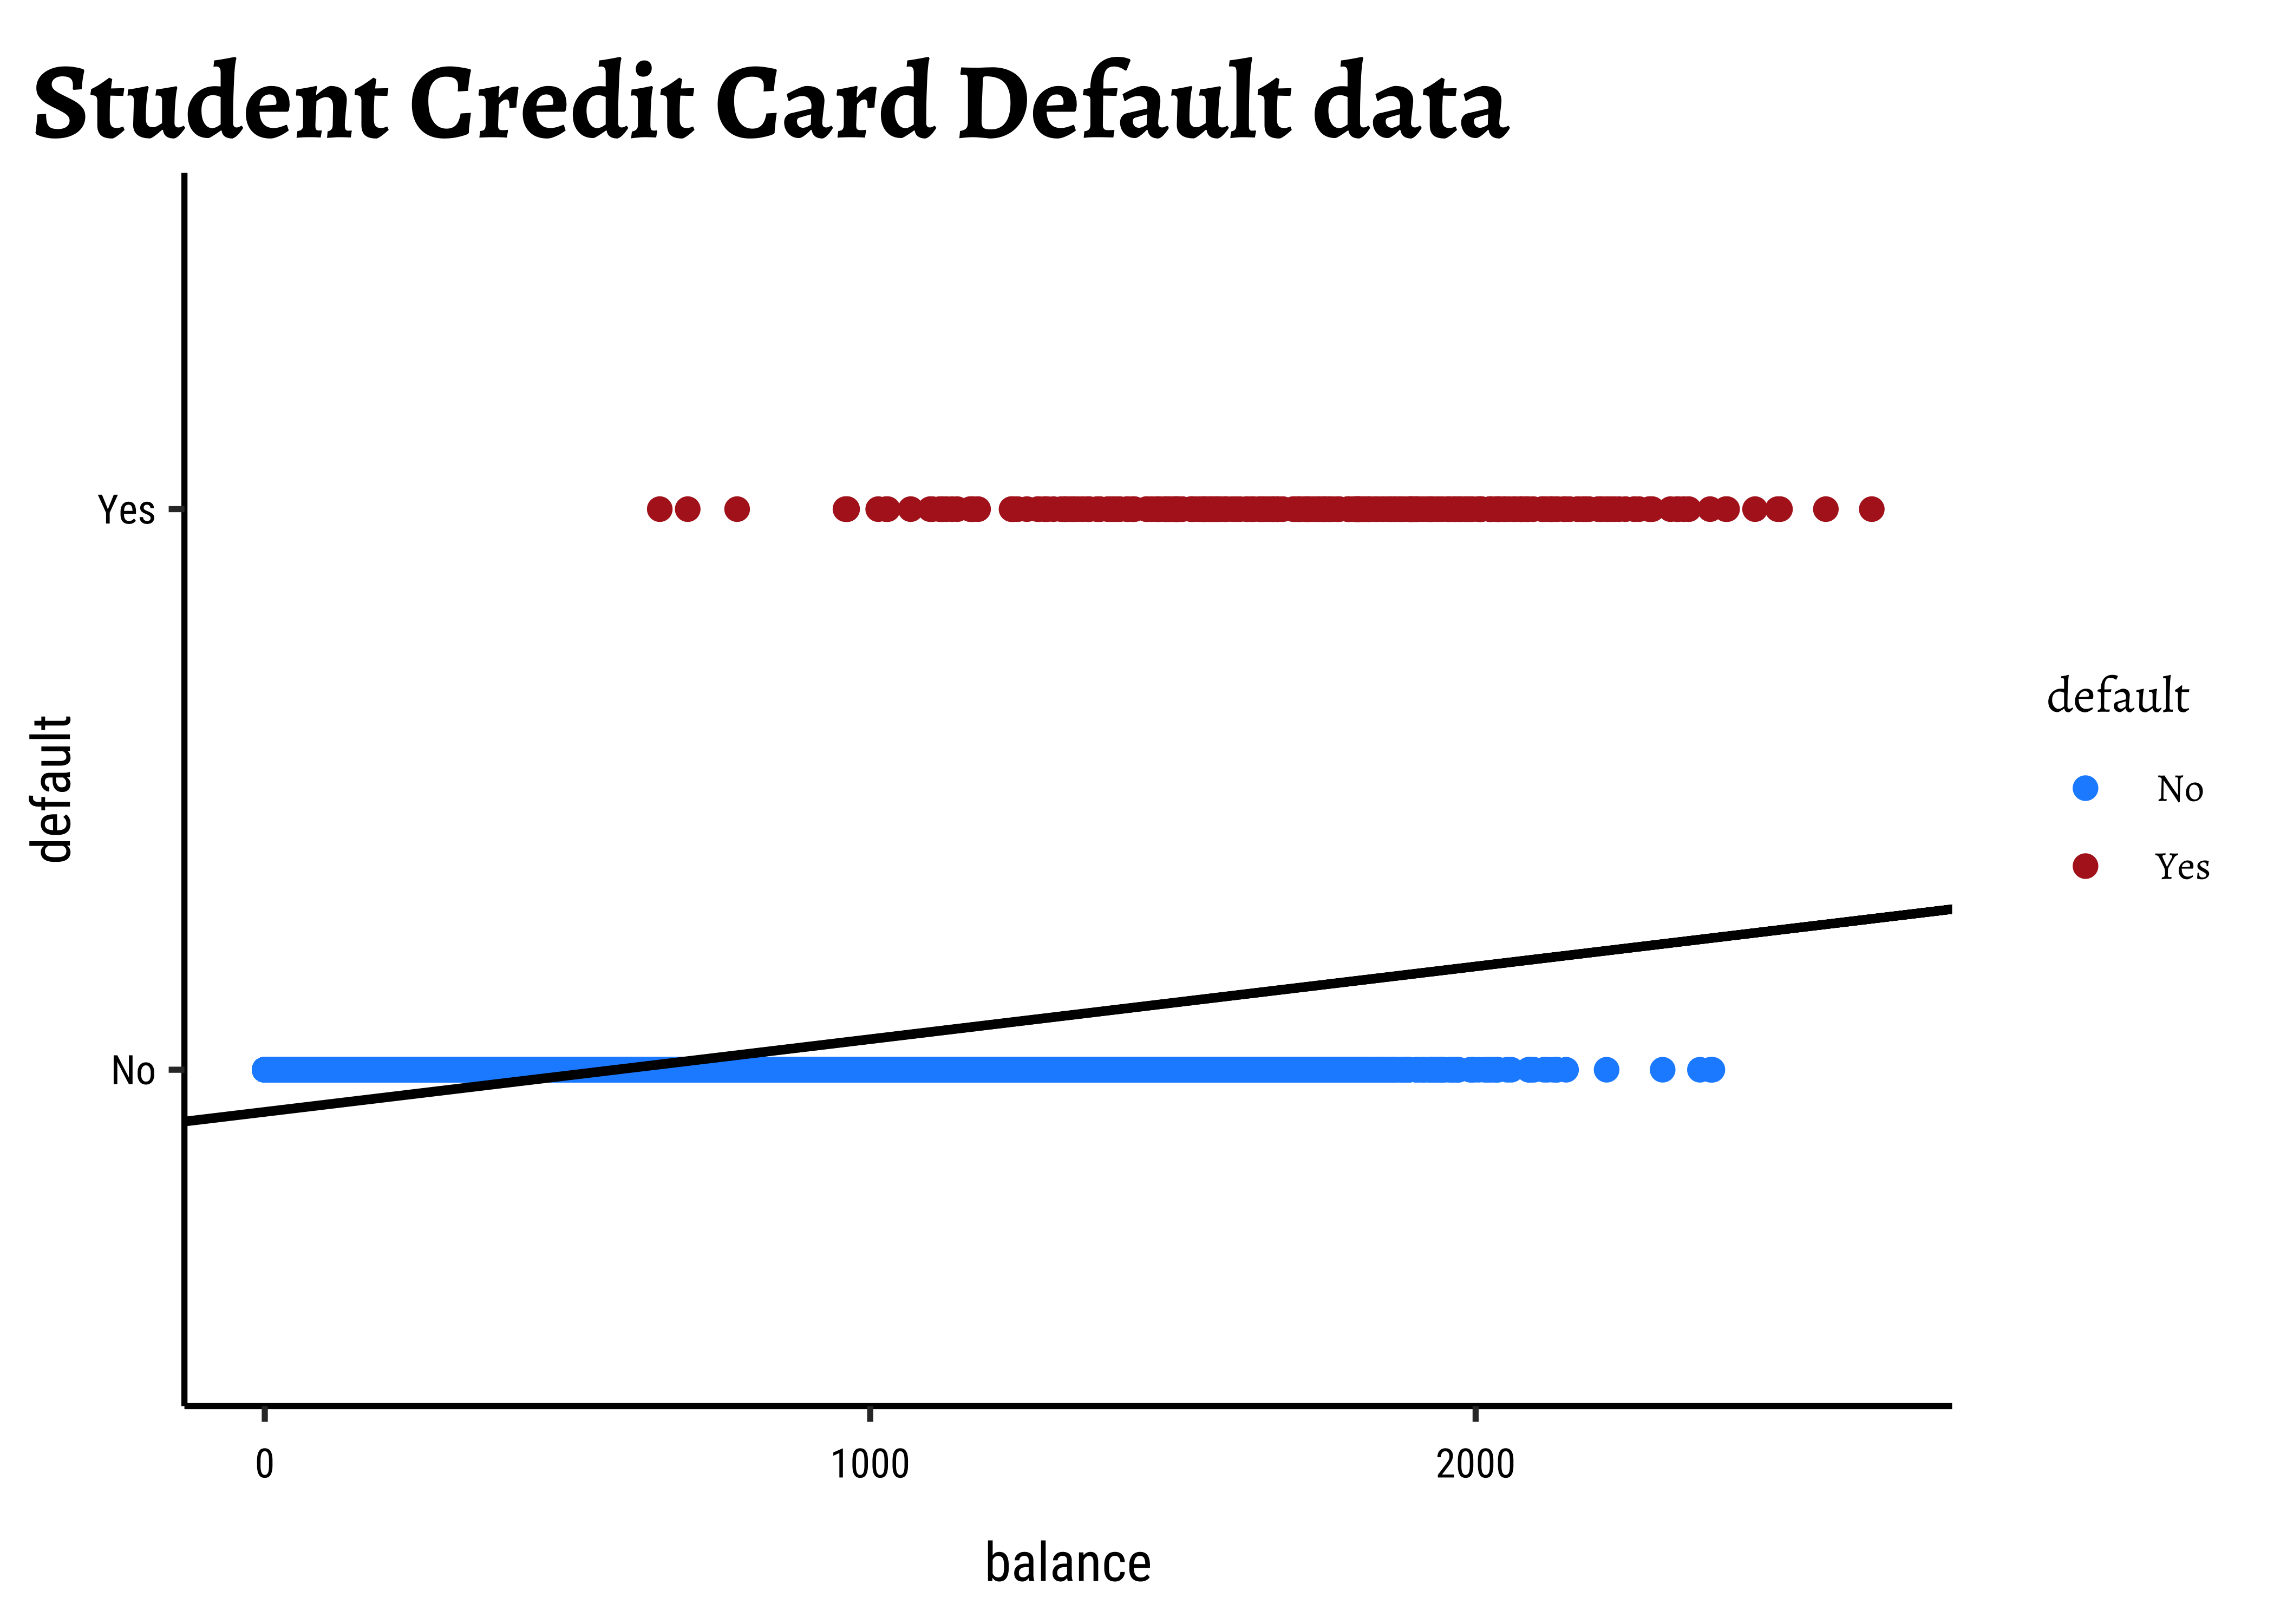 Student Credit Card Default data
default
Yes
No
0
1000
2000
balance
default
No
Yes